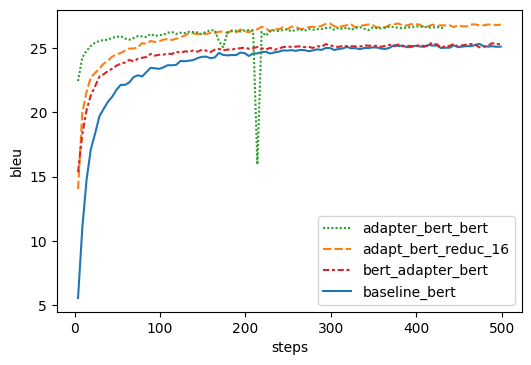 25
20
15
10
5
bleu
0
100
200
300
400
500
steps
adapter_bert_bert
adapt_bert_reduc_16
bert_adapter_bert
baseline_bert